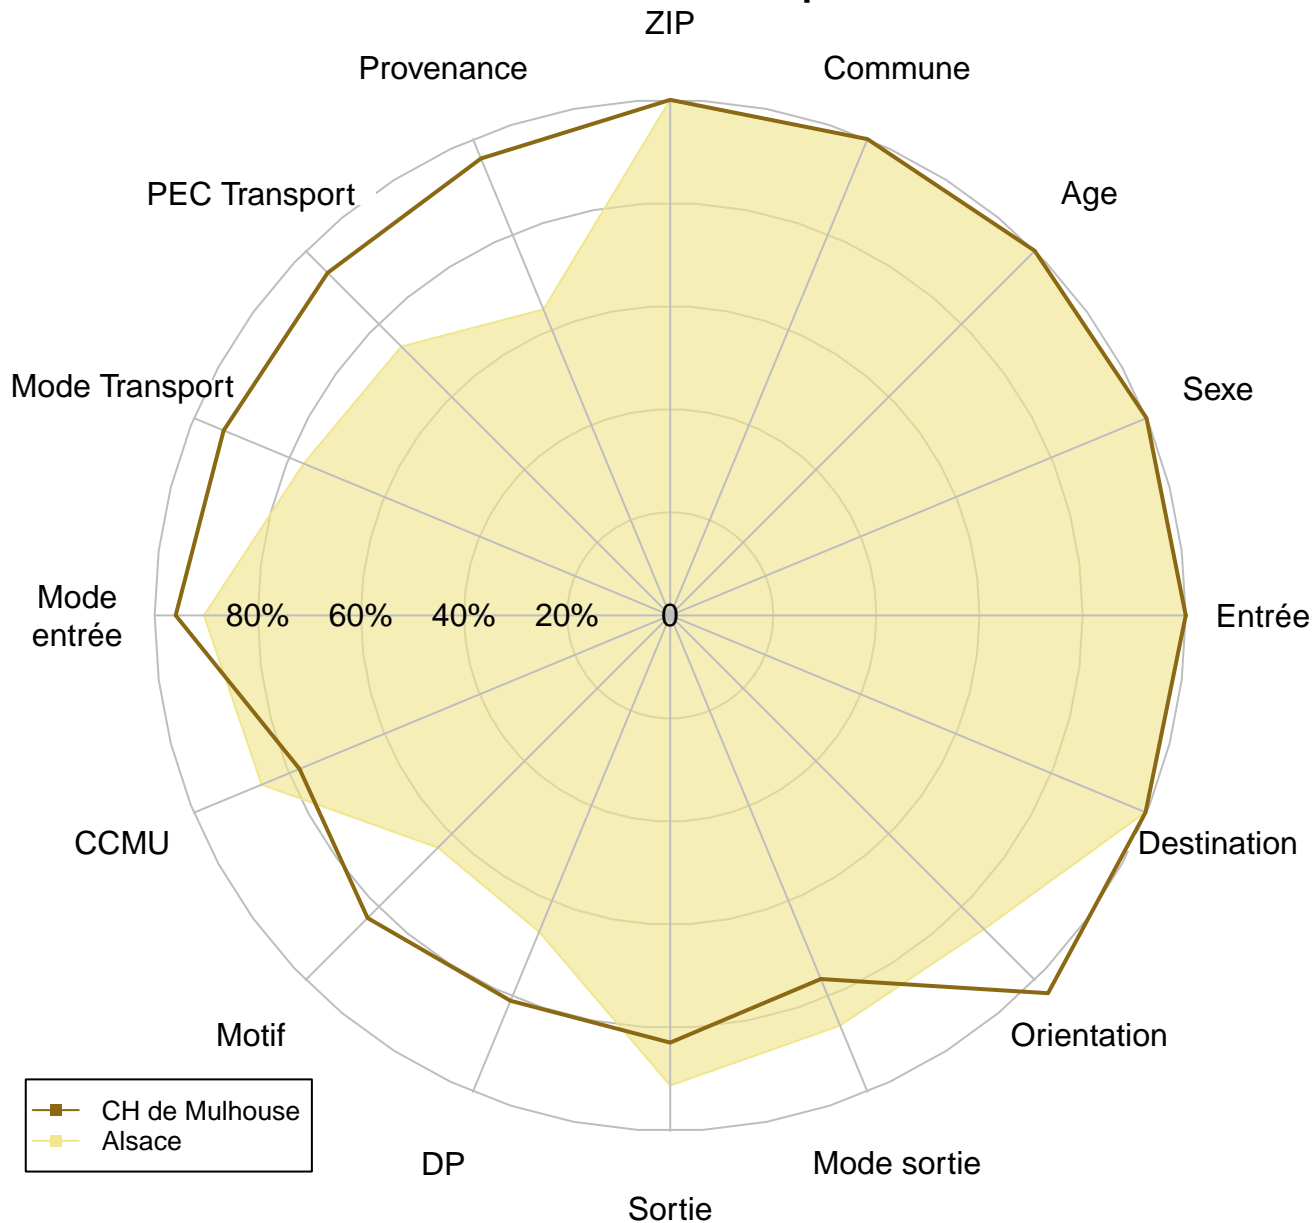 ZIP
Provenance
Commune
PEC Transport
Age
Mode Transport
Sexe
Mode
entrée
80%
60%
40%
20%
0
Entrée
CCMU
Destination
Motif
Orientation
CH de Mulhouse
Alsace
DP
Mode sortie
Sortie